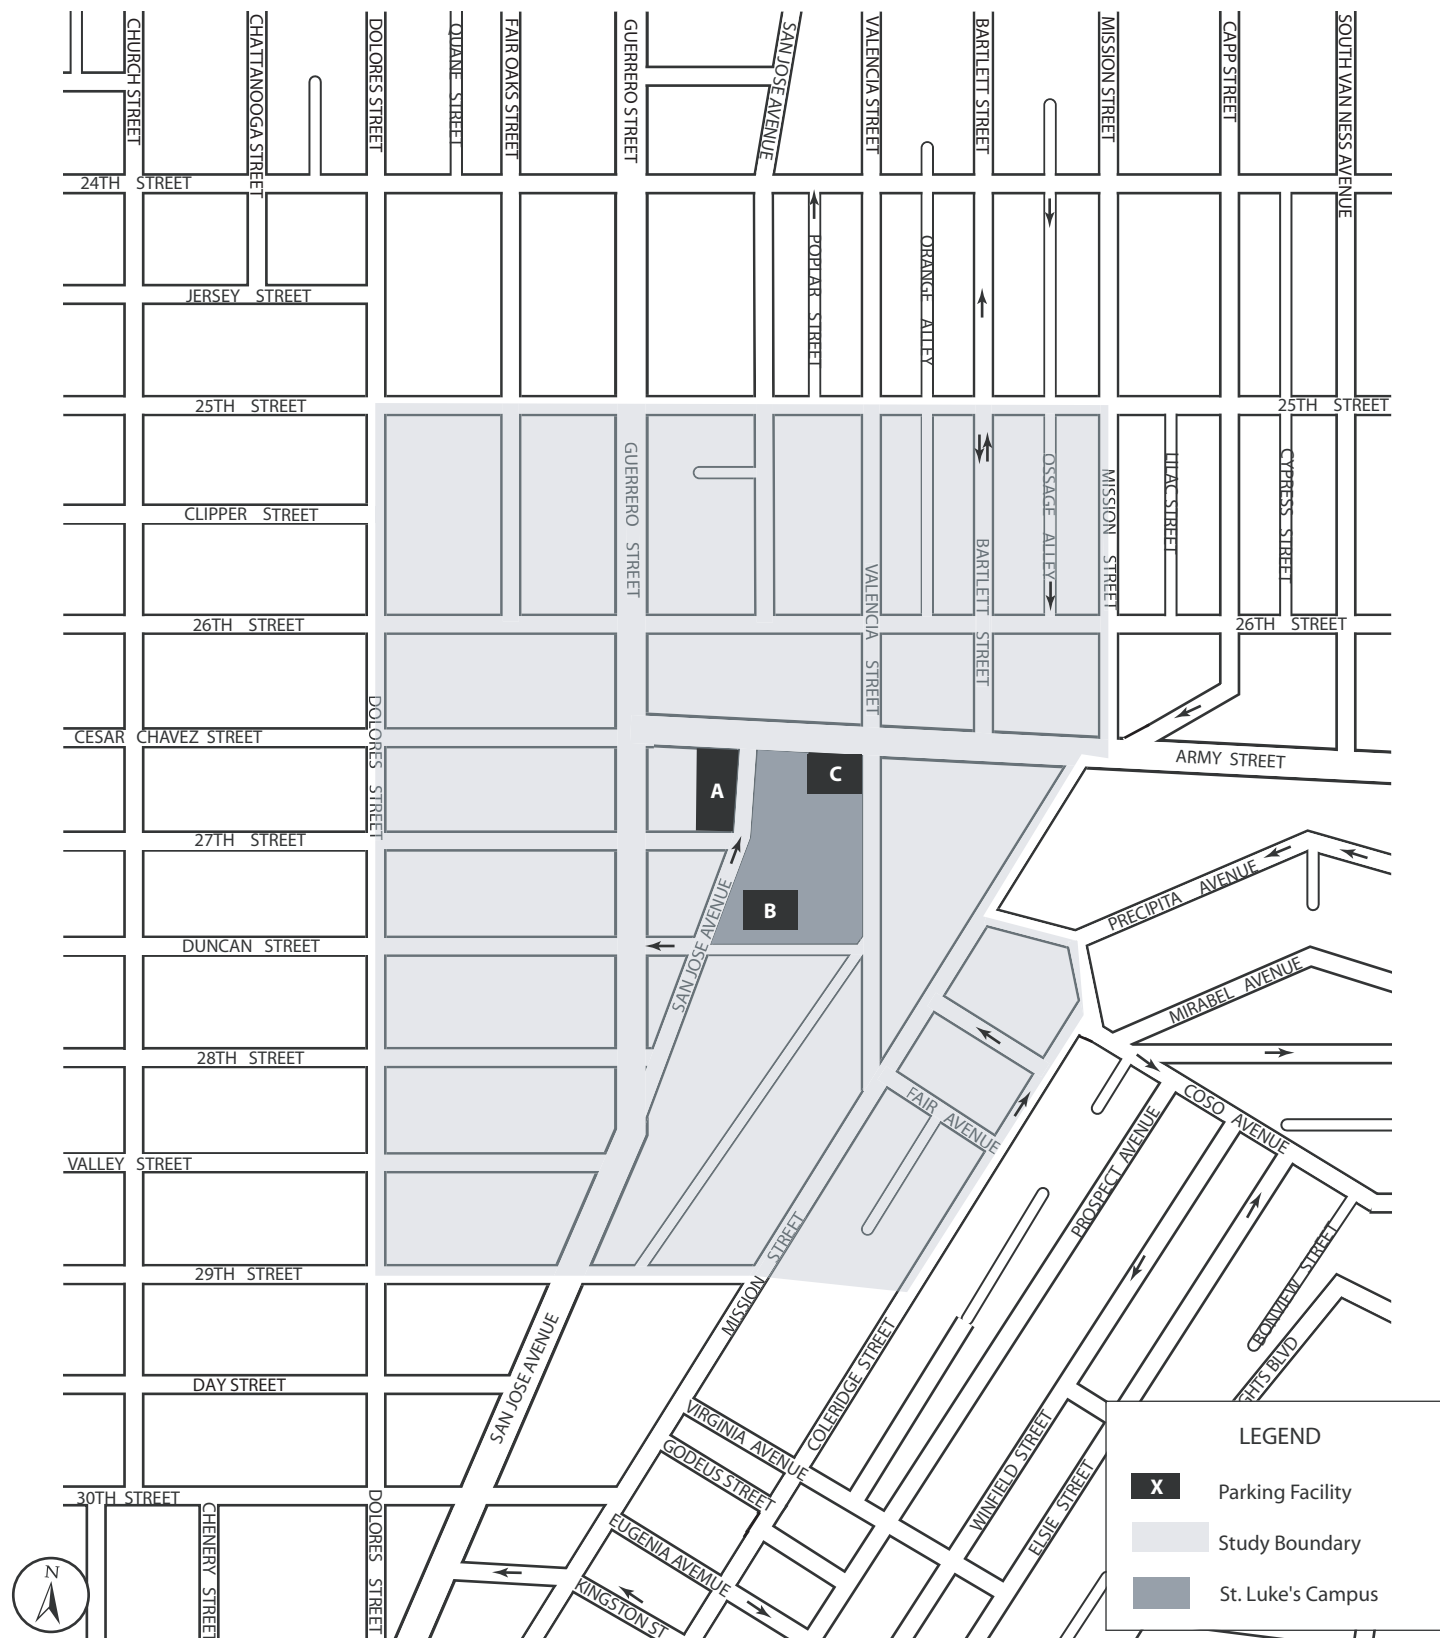 CHURCH STREET
CHATTANOOGA STREET
DOLORES STREET
QUANE STREET
FAIR OAKS STREET
GUERRERO STREET
SAN JOSE AVENUE
VALENCIA STREET
BARTLETT STREET
MISSION STREET
CAPP STREET
SOUTH VAN NESS AVENUE
24TH STREET
POPLAR STREET
ORANGE ALLEY
JERSEY STREET
25TH STREET
25TH STREET
GUERRERO STREET
OSSAGE ALLEY
MISSION STREET
LILAC STREET
CYPRESS STREET
CLIPPER STREET
BARTLETT STREET
VALENCIA STREET
26TH STREET
26TH STREET
DOLORES STREET
CESAR CHAVEZ STREET
ARMY STREET
A
C
27TH STREET
B
SAN JOSE AVENUE
PRECIPITA AVENUE
DUNCAN STREET
MIRABEL AVENUE
28TH STREET
FAIR AVENUE
COSO AVENUE
PROSPECT AVENUE
VALLEY STREET
MISSION STREET
BONVIEW STREET
29TH STREET
SAN JOSE AVENUE
COLERIDGE STREET
GHTS BLVD
DAY STREET
VIRGINIA AVENUE
GODEUS STREET
WINFIELD STREET
ELSIE STREET
30TH STREET
CHENERY STREET
DOLORES STREET
EUGENIA AVEMUE
KINGSTON ST
N
LEGEND
X Parking Facility
Study Boundary
St. Luke's Campus